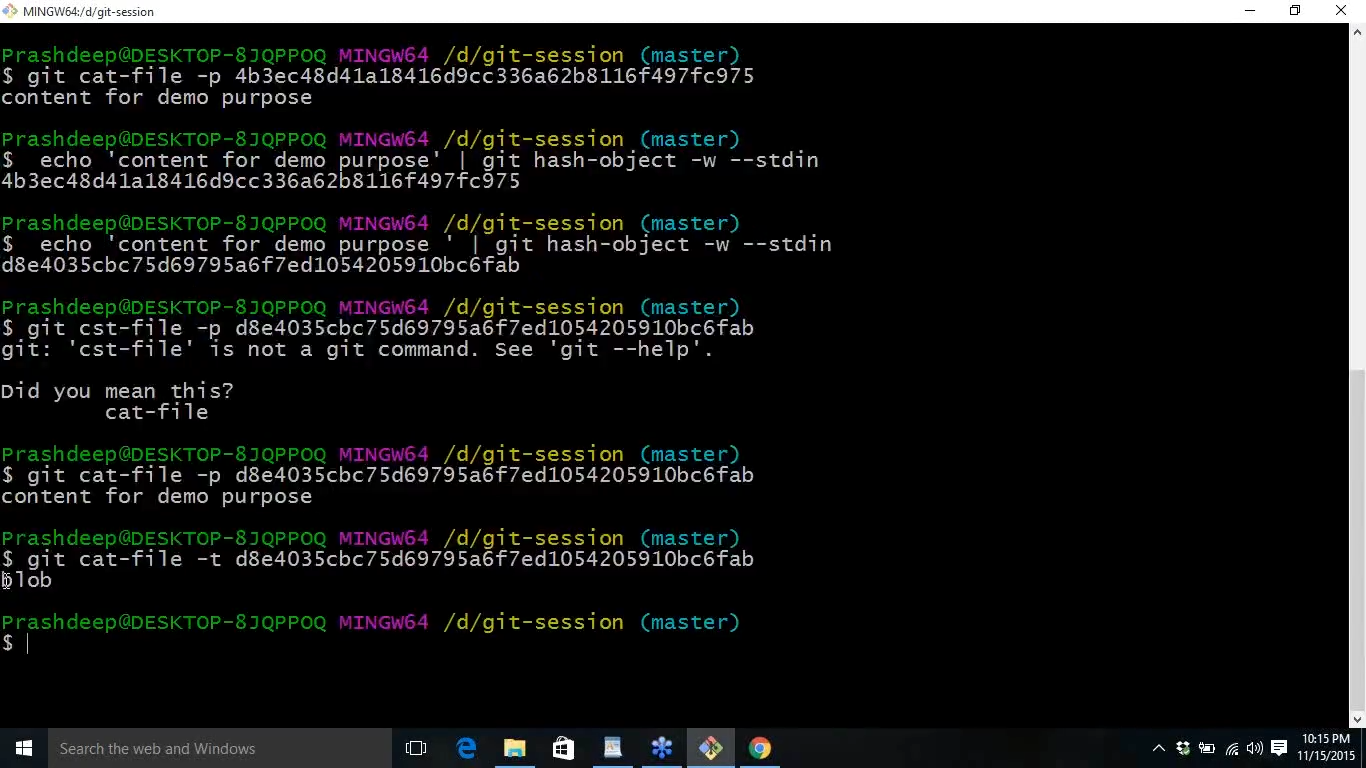 MINGW64:/d/git-session
Prashdeep@DESKTOP-8JQPPOQ MINGW64 /d/git-session (master)
$ git cat-file -p 4b3ec48d41a18416d9cc336a62b8116f497fc975
content for demo purpose
Prashdeep@DESKTOP-8JQPPOQ MINGW64 /d/git-session (master)
$  echo 'content for demo purpose' | git hash-object -w --stdin
4b3ec48d41a18416d9cc336a62b8116f497fc975
Prashdeep@DESKTOP-8JQPPOQ MINGW64 /d/git-session (master)
$  echo 'content for demo purpose ' | git hash-object -w --stdin
d8e4035cbc75d69795a6f7ed1054205910bc6fab
Prashdeep@DESKTOP-8JQPPOQ MINGW64 /d/git-session (master)
$ git cst-file -p d8e4035cbc75d69795a6f7ed1054205910bc6fab
git: 'cst-file' is not a git command. See 'git --help'.
Did you mean this?
        cat-file
Prashdeep@DESKTOP-8JQPPOQ MINGW64 /d/git-session (master)
$ git cat-file -p d8e4035cbc75d69795a6f7ed1054205910bc6fab
content for demo purpose
Prashdeep@DESKTOP-8JQPPOQ MINGW64 /d/git-session (master)
$ git cat-file -t d8e4035cbc75d69795a6f7ed1054205910bc6fab
blob
Prashdeep@DESKTOP-8JQPPOQ MINGW64 /d/git-session (master)
$
Search the web and Windows
10:15 PM
11/15/2015